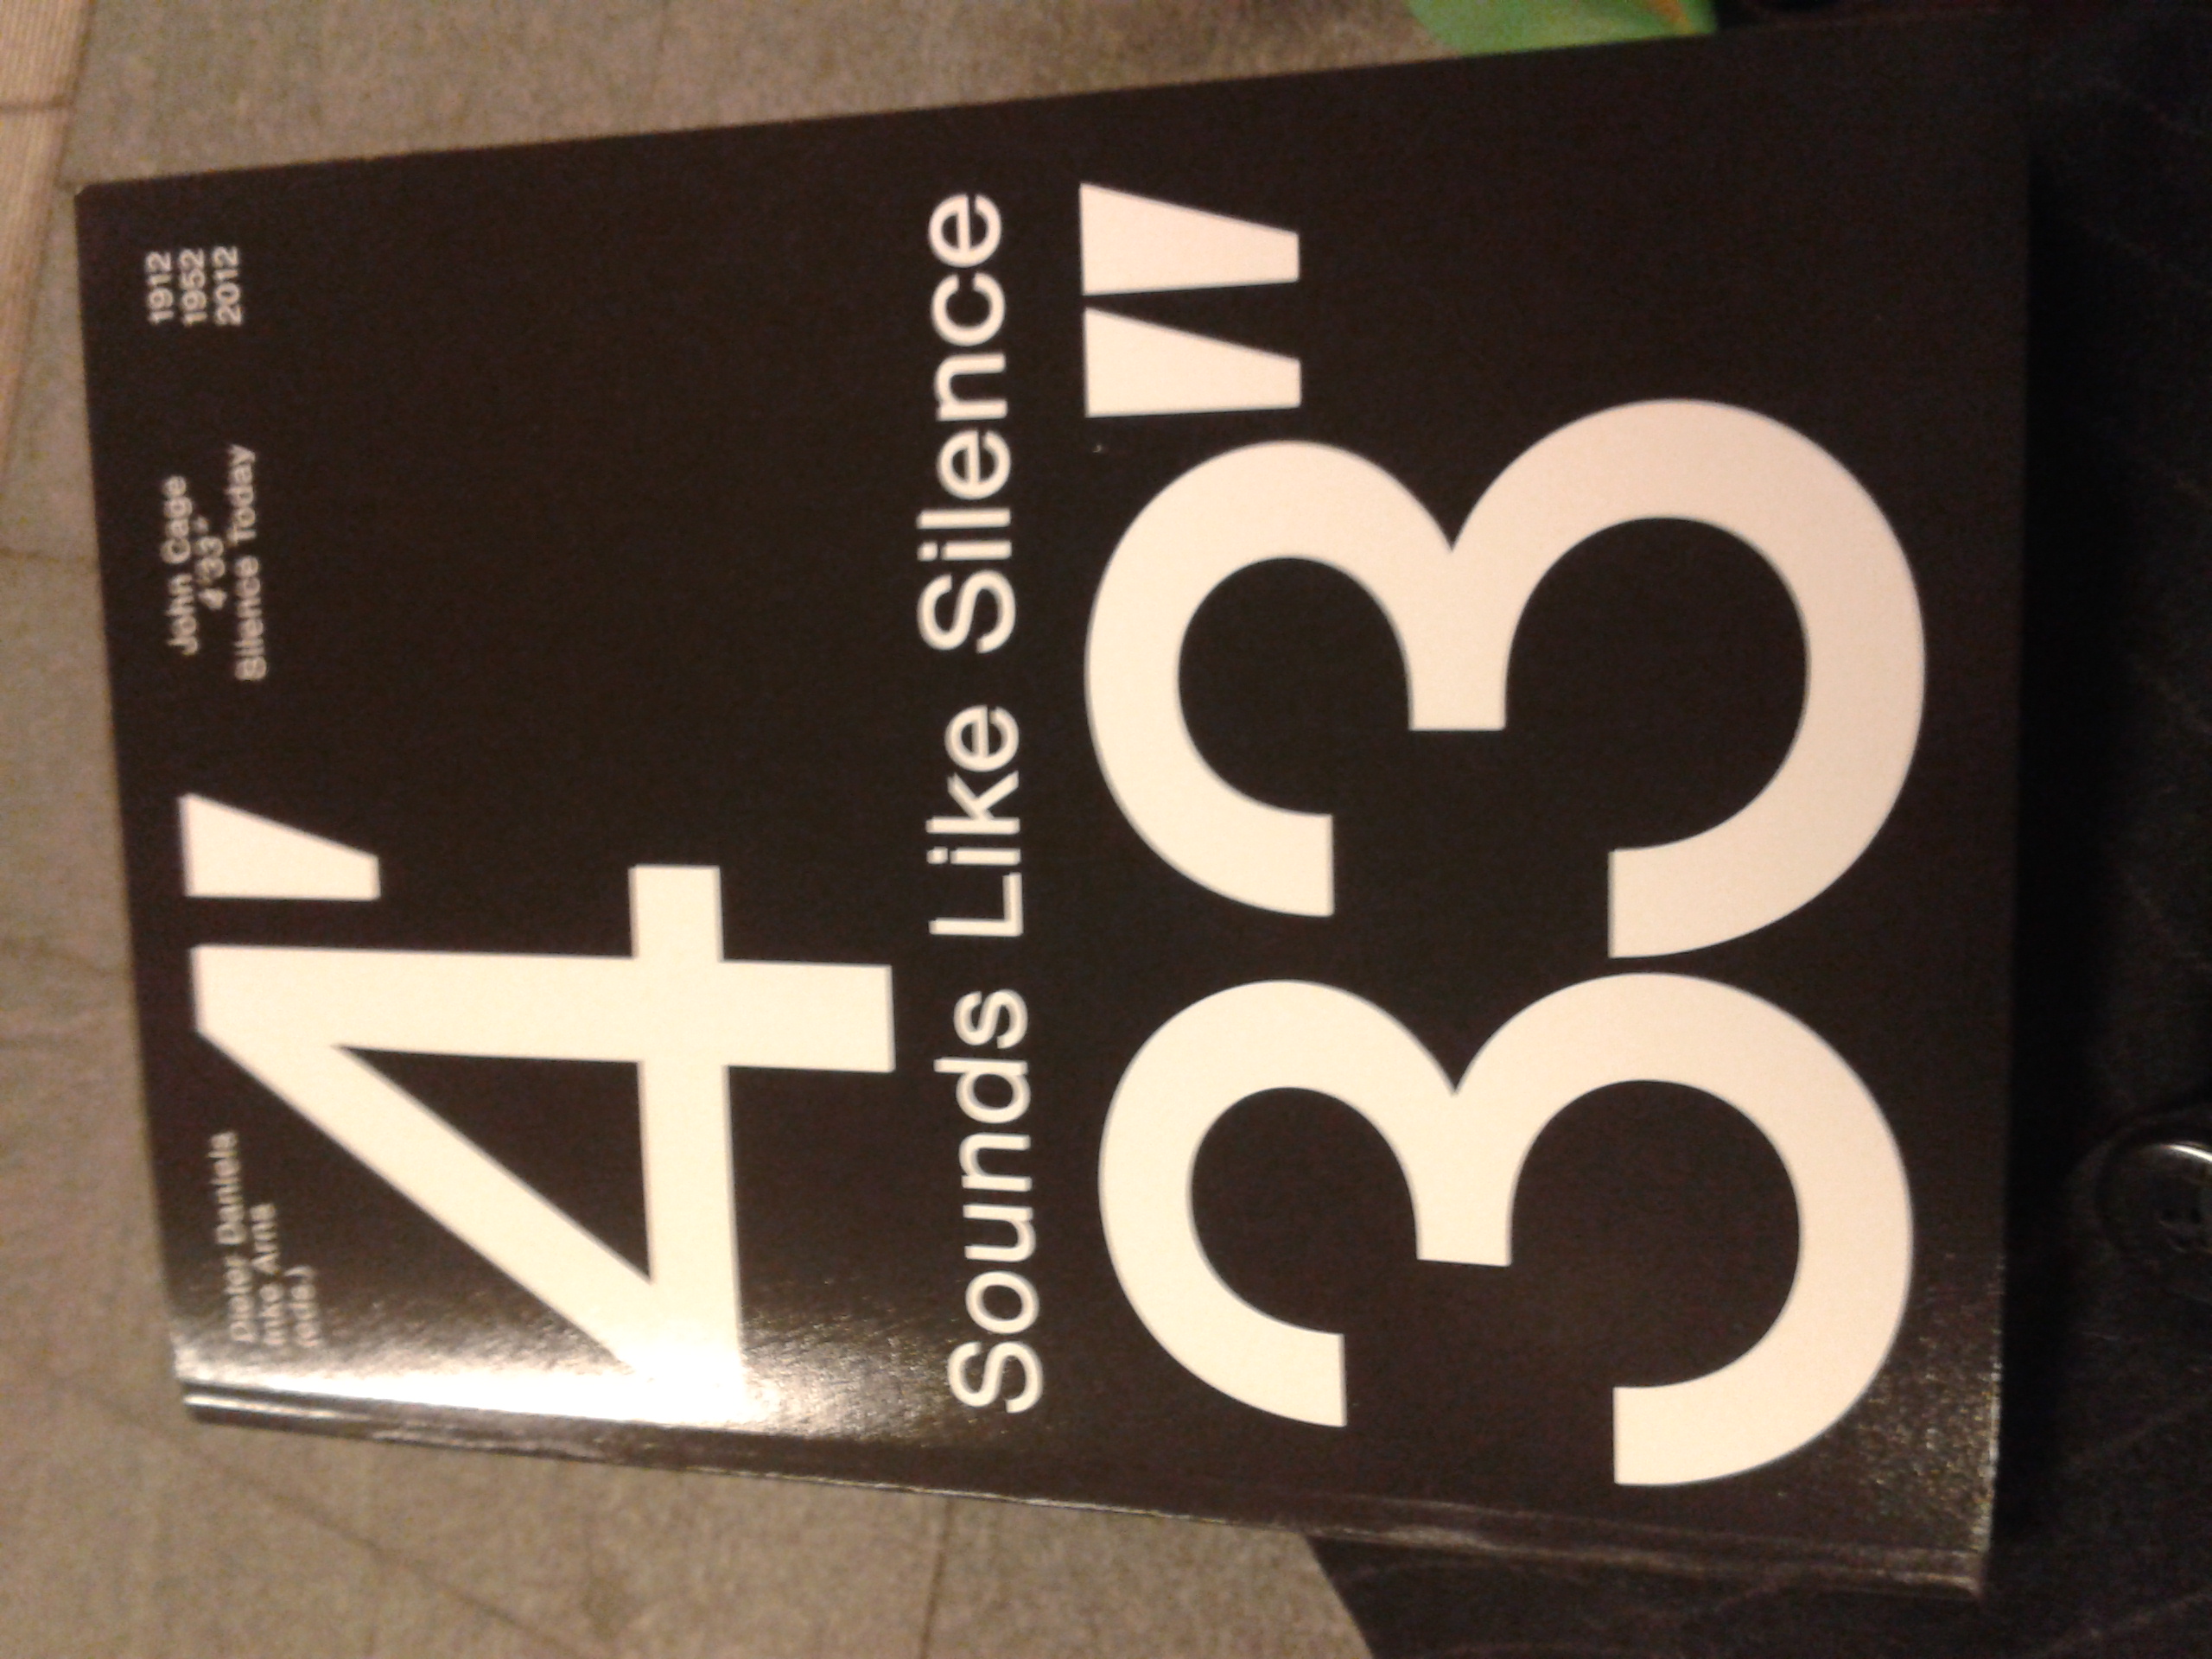 Dieter Daniels
Inke Arns
(eds.)
John Cage
4'33"
Silence Today
1912
1952
2012
4'
Sounds Like Silence
33"